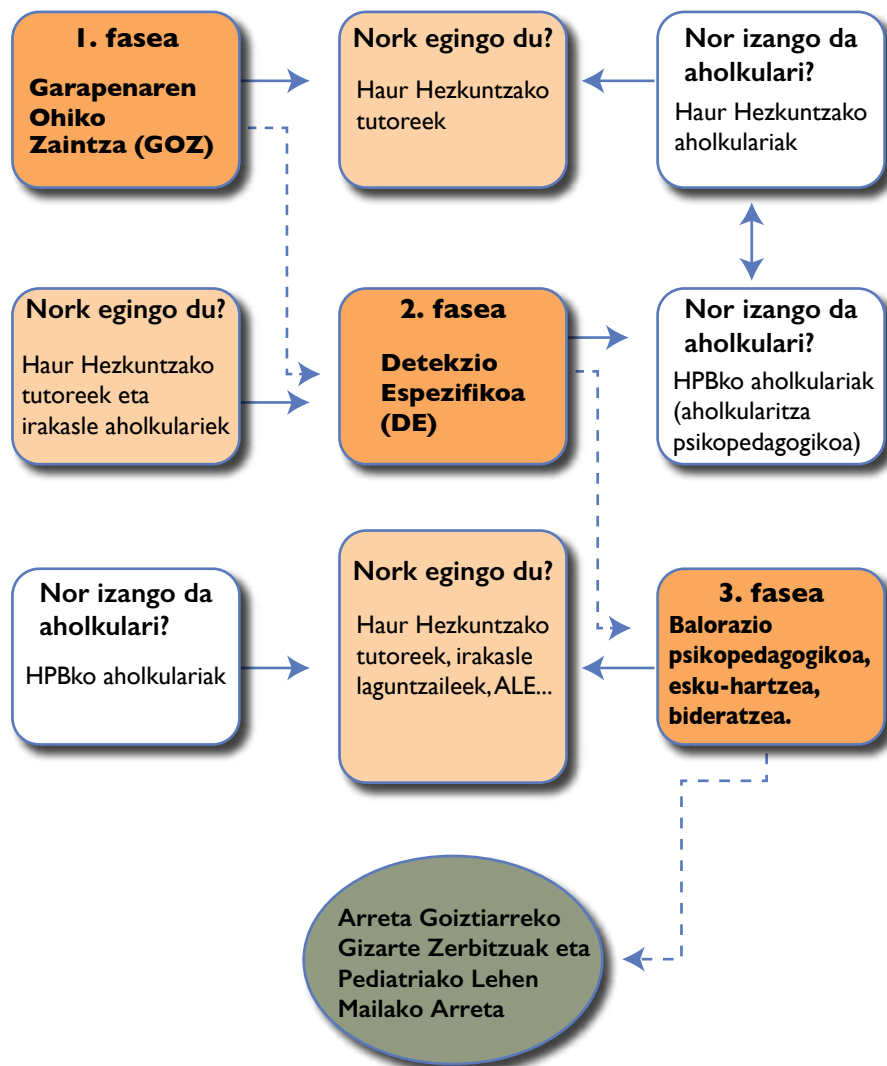 1. fasea
Garapenaren
Ohiko
Zaintza (GOZ)
Nork egingo du?
Haur Hezkuntzako
tutoreek
Nor izango da
aholkulari?
Haur Hezkuntzako
aholkulariak
Nork egingo du?
Haur Hezkuntzako
tutoreek eta
irakasle aholkulariek
2. fasea
Detekzio
Espezifikoa
(DE)
Nor izango da
aholkulari?
HPBko aholkulariak
(aholkularitza
psikopedagogikoa)
Nor izango da
aholkulari?
HPBko aholkulariak
Nork egingo du?
Haur Hezkuntzako
tutoreek, irakasle
laguntzaileek, ALE...
3. fasea
Balorazio
psikopedagogikoa,
esku-hartzea,
bideratzea.
Arreta Goiztiarreko
Gizarte Zerbitzuak eta
Pediatriako Lehen
Mailako Arreta